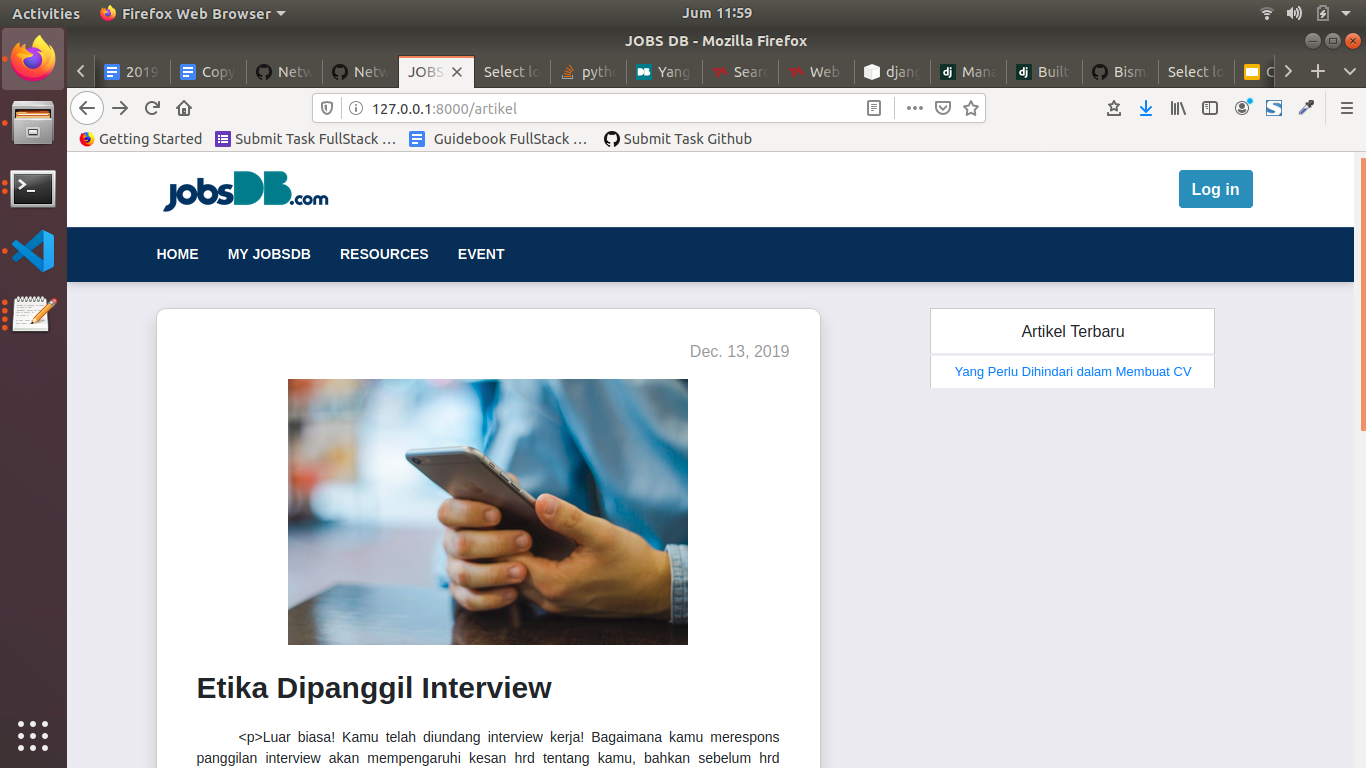 Activities
Firefox Web Browser
Jum 11:59
JOBS DB - Mozilla Firefox
2019
Copy
Netw
Netw
JOBS
Select lo
pyth
Yang
Sear
Web
djan
Mana
Built
Bism
Select lo
127.0.0.1:8000/artikel
Getting Started
Submit Task FullStack …
Guidebook FullStack …
Submit Task Github
jobsDB.com
Log in
HOME
MY JOBSDB
RESOURCES
EVENT
Dec. 13, 2019
Artikel Terbaru
Yang Perlu Dihindari dalam Membuat CV
Etika Dipanggil Interview
<p>Luar biasa! Kamu telah diundang interview kerja! Bagaimana kamu merespons
panggilan interview akan mempengaruhi kesan hrd tentang kamu, bahkan sebelum hrd